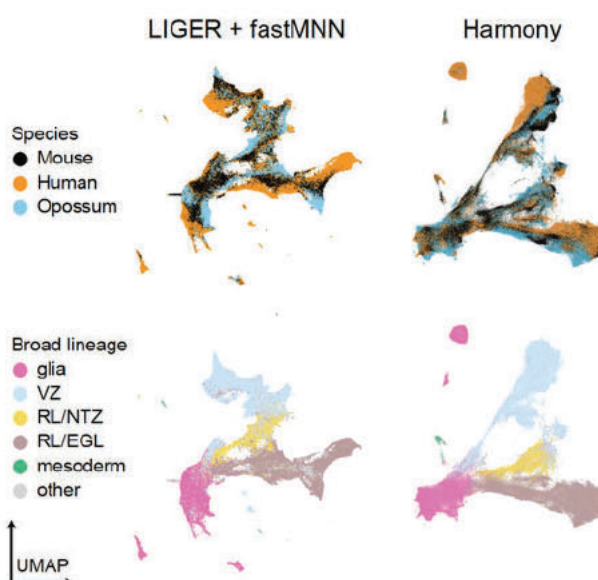 LIGER + fastMNN
Harmony
Species
Mouse
Human
Opossum
Broad lineage
glia
VZ
RL/NTZ
RL/EGL
mesoderm
other
UMAP